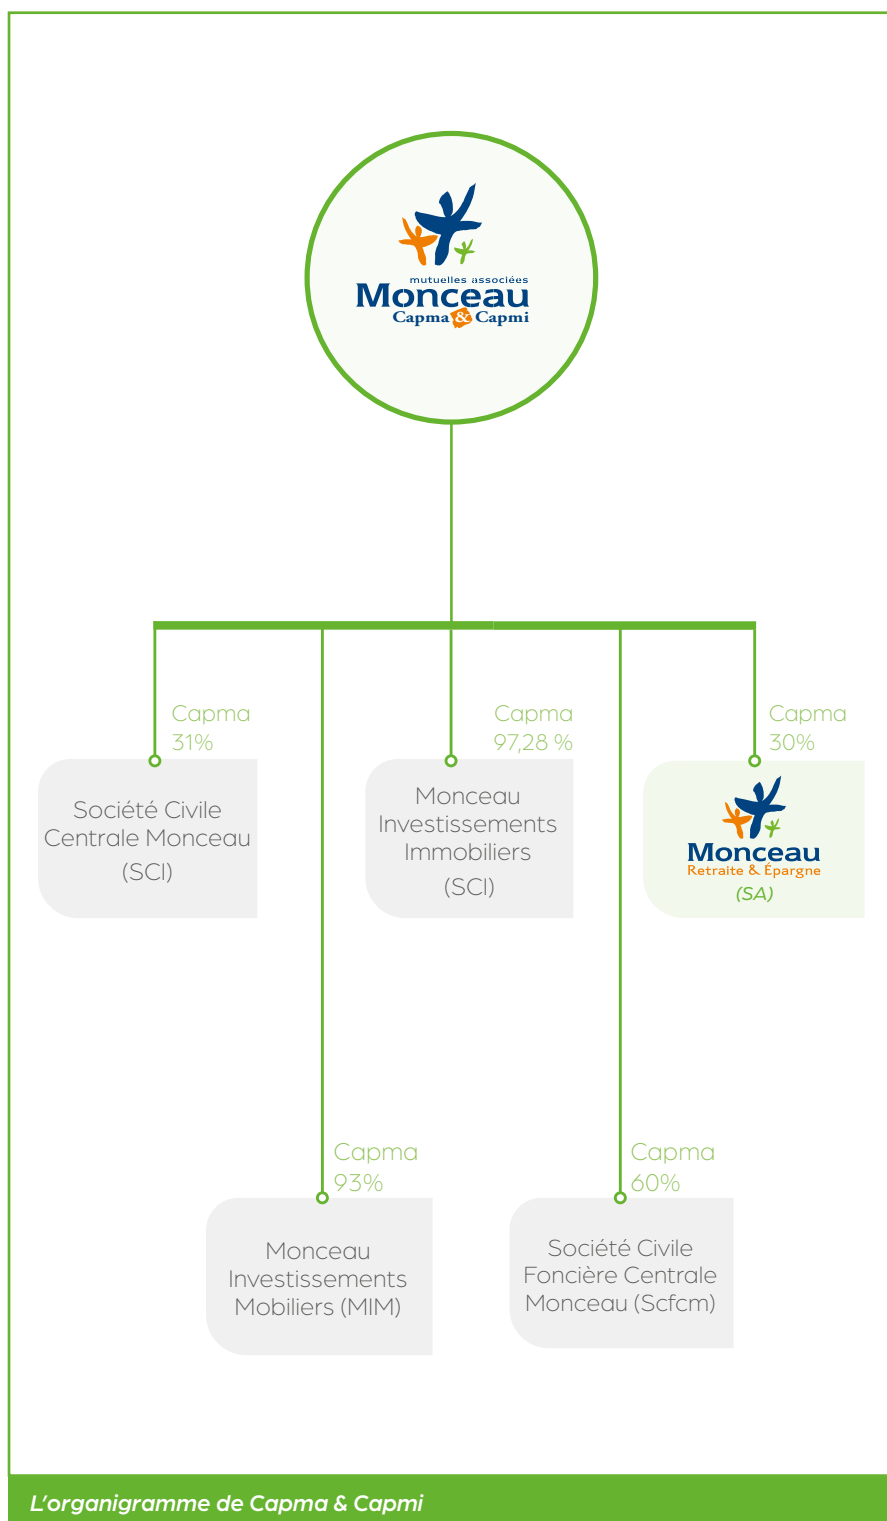 mutuelles associées
Monceau
Capma & Capmi
Capma
31%
Société Civile
Centrale Monceau
(SCI)
Capma
97,28 %
Monceau
Investissements
Immobiliers
(SCI)
Capma
30%
Monceau
Retraite & Épargne
(SA)
Capma
93%
Monceau
Investissements
Mobiliers (MIM)
Capma
60%
Société Civile
Foncière Centrale
Monceau (Scfcm)
L'organigramme de Capma & Capmi